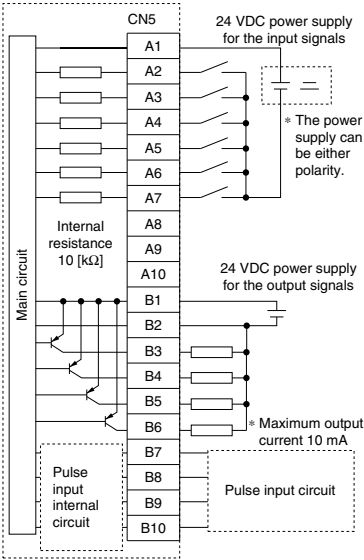 CN5
24 VDC power supply
for the input signals
A1
A2
A3
A4
A5
A6
A7
A8
A9
A10
B1
B2
B3
B4
B5
B6
B7
B8
B9
B10
Main circuit
* The power
supply can
be either
polarity.
Internal
resistance
10 [kΩ]
24 VDC power supply
for the output signals
* Maximum output
current 10 mA
Pulse
input
internal
circuit
Pulse input circuit